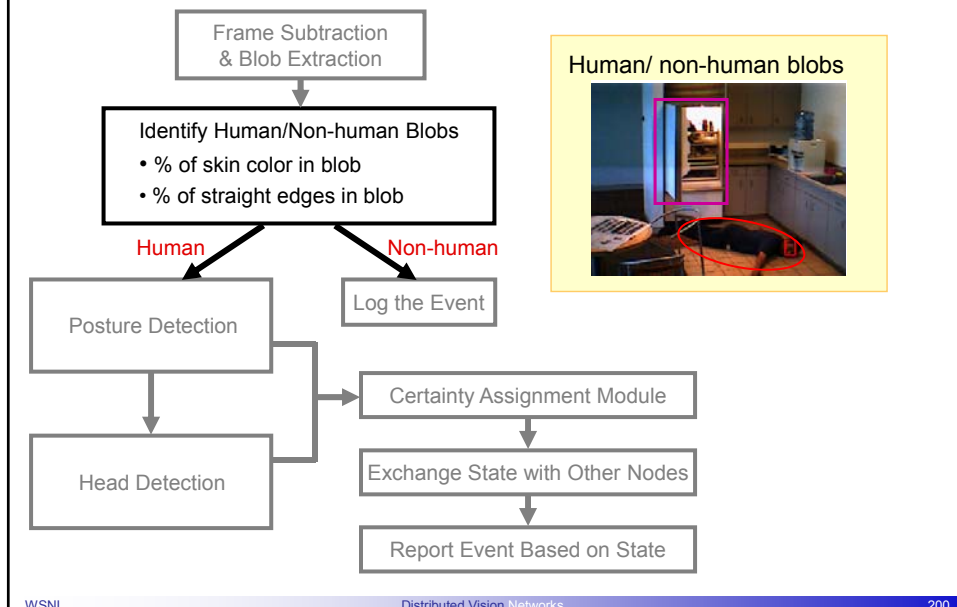 Frame Subtraction
& Blob Extraction
Human/ non-human blobs
Identify Human/Non-human Blobs
• % of skin color in blob
• % of straight edges in blob
Human
Non-human
Posture Detection
Log the Event
Certainty Assignment Module
Head Detection
Exchange State with Other Nodes
Report Event Based on State
WSNL
Distributed Vision Networks
200